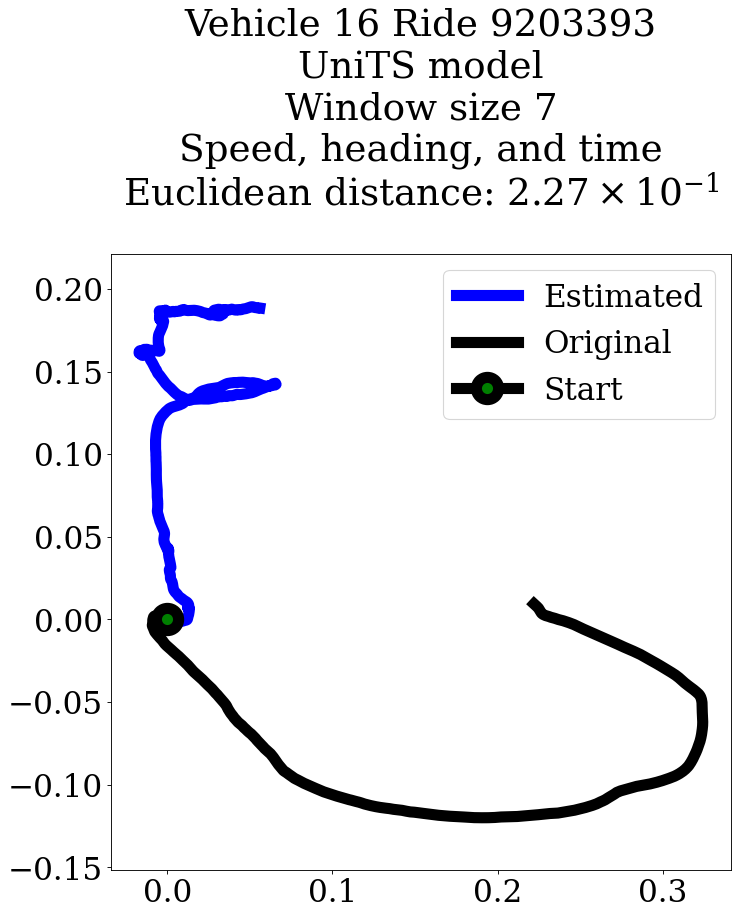 Vehicle 16 Ride 9203393
UniTS model
Window size 7
Speed, heading, and time
Euclidean distance: $2.27 \times 10^{-1}$
0.20
0.15
0.10
0.05
0.00
−0.05
−0.10
−0.15
Estimated
Original
Start
0.0 0.1 0.2 0.3